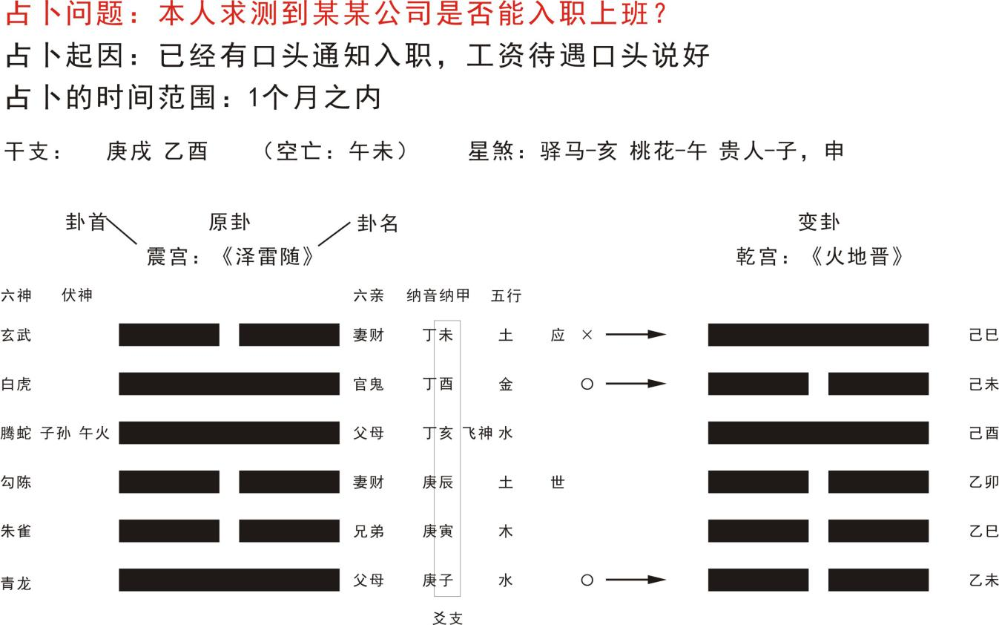 占卜问题：本人求测到某某公司是否能入职上班？
占卜起因：已经有口头通知入职，工资待遇口头说好
占卜的时间范围：1个月之内
干支： 庚戌 乙酉 （空亡：午未） 星煞：驿马-亥 桃花-午 贵人-子，申
卦首 原卦 卦名 变卦
震宫：《泽雷随》 乾宫：《火地晋》
六神 伏神 六亲 纳音纳甲 五行
玄武 妻财 丁未 土 应 × 己巳
白虎 官鬼 丁酉 金 ○ 己未
腾蛇 子孙 午火 父母 丁亥 飞神 水 己酉
勾陈 妻财 庚辰 土 世 乙卯
朱雀 兄弟 庚寅 木 乙巳
青龙 父母 庚子 水 ○ 乙未
爻支